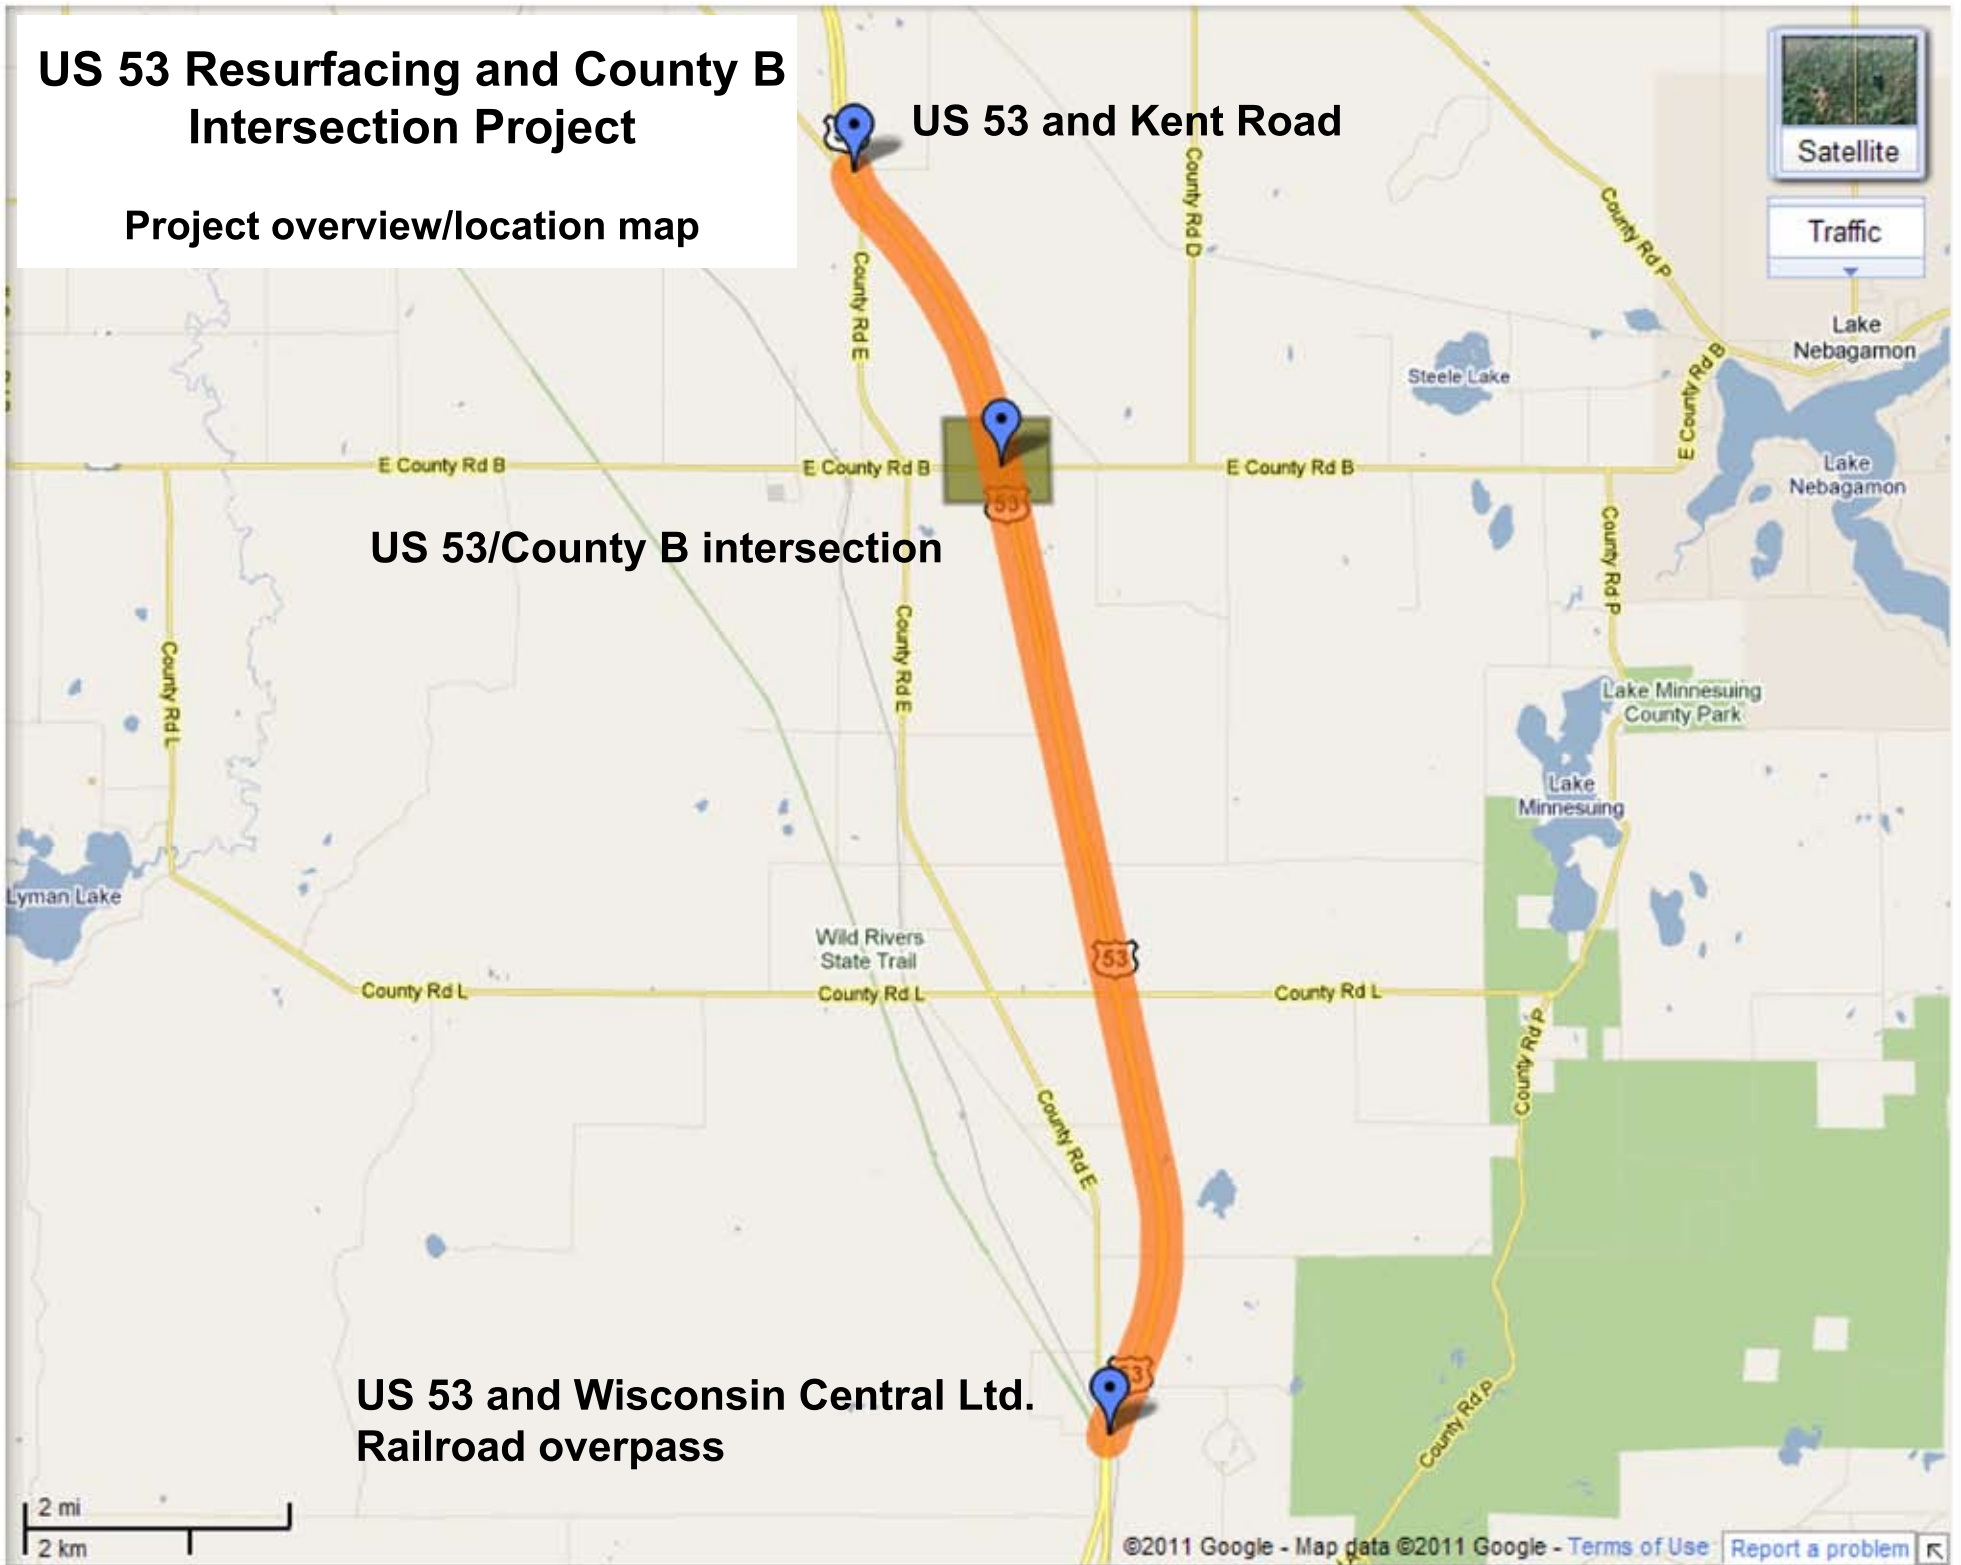 US 53 Resurfacing and County B
Intersection Project
Project overview/location map
US 53 and Kent Road
Satellite
Traffic
County Rd D
County Rd P
County Rd E
Lake
Nebagamon
Steele Lake
E County Rd B
E County Rd B
E County Rd B
E County Rd B
Lake
Nebagamon
53
US 53/County B intersection
County Rd P
County Rd E
County Rd L
Lake Minnesuing
County Park
Lake
Minnesuing
Lyman Lake
Wild Rivers
State Trail
53
County Rd L
County Rd L
County Rd L
County Rd P
County Rd E
53
US 53 and Wisconsin Central Ltd.
Railroad overpass
County Rd P
2 mi
2 km
©2011 Google - Map data ©2011 Google - Terms of Use
Report a problem